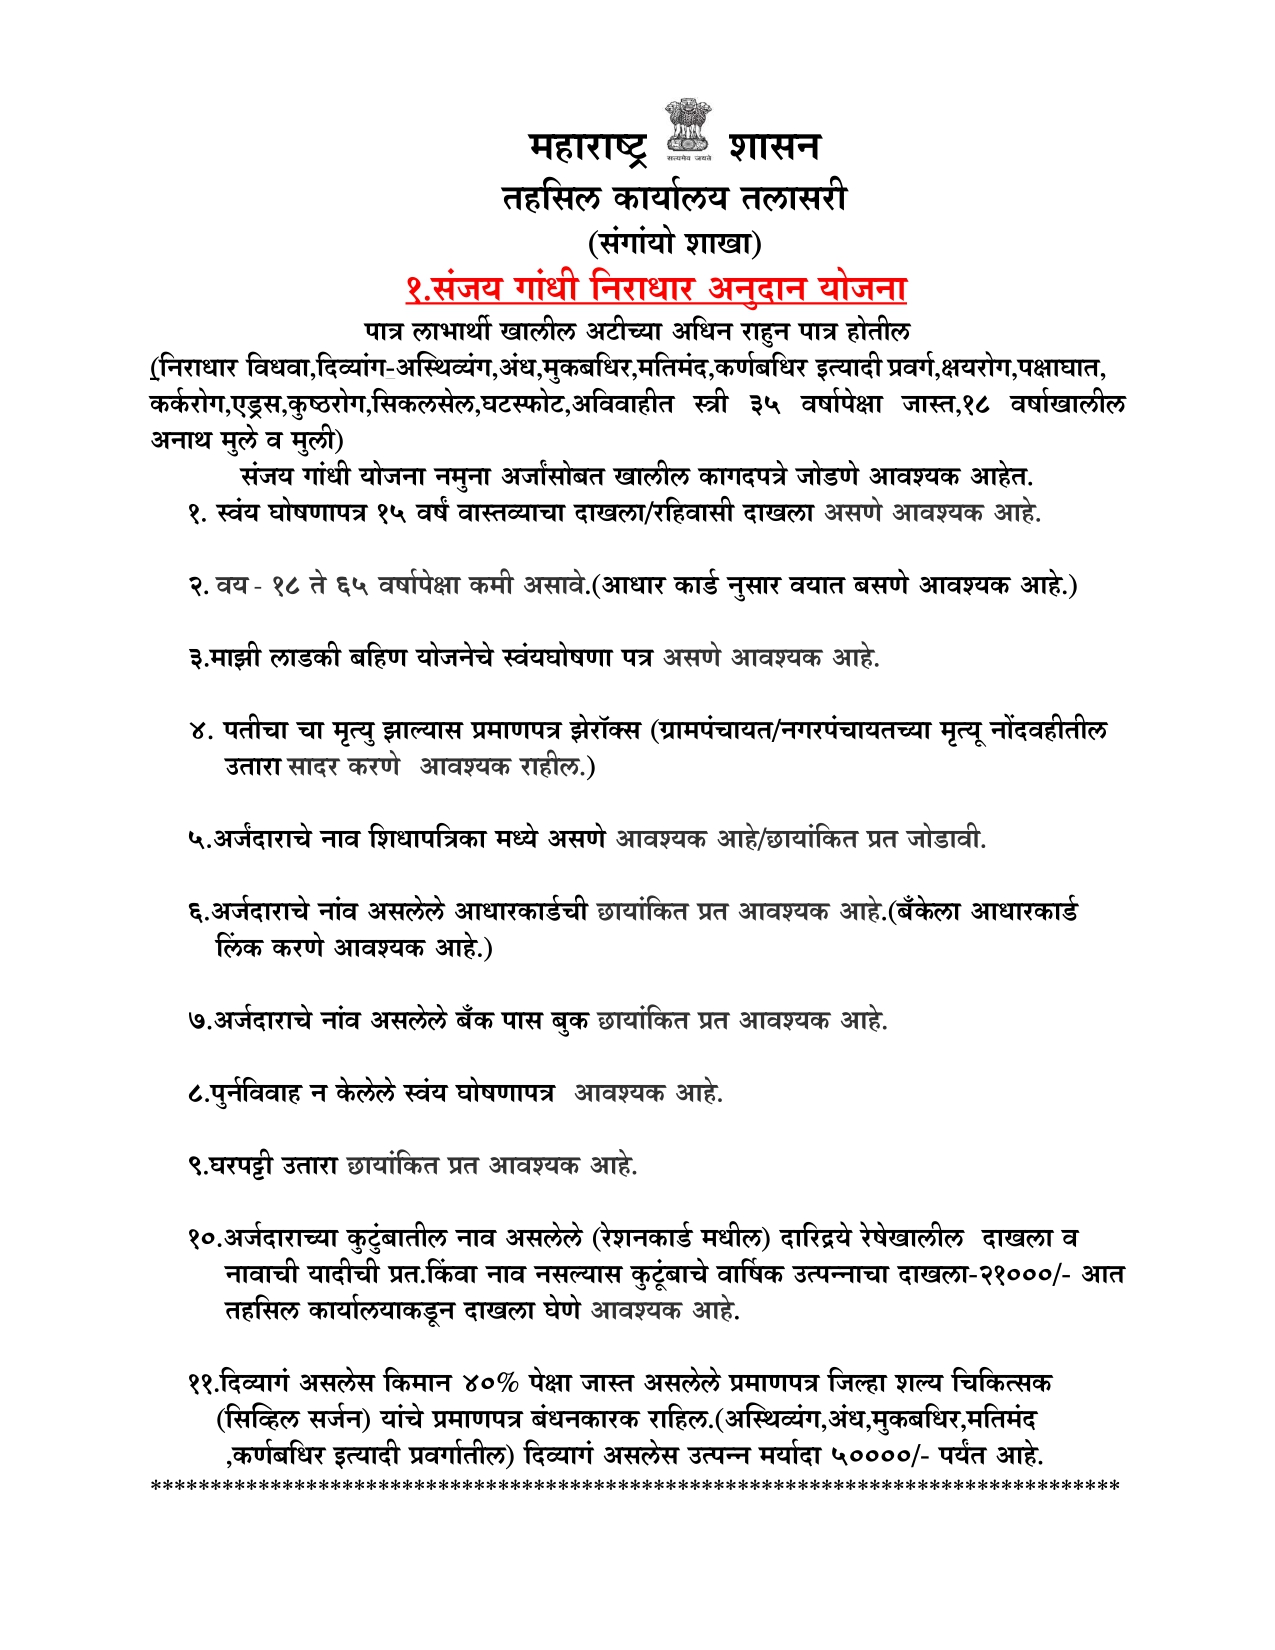 महाराष्ट्र शासन
सत्यमेव जयते
तहसिल कार्यालय तलासरी
(संगांयो शाखा)
१.संजय गांधी निराधार अनुदान योजना
पात्र लाभार्थी खालील अटीच्या अधिन राहुन पात्र होतील
(निराधार विधवा,दिव्यांग-अस्थिव्यंग,अंध,मुकबधिर,मतिमंद,कर्णबधिर इत्यादी प्रवर्ग,क्षयरोग,पक्षाघात,
कर्करोग,एड्रस,कुष्ठरोग,सिकलसेल,घटस्फोट,अविवाहीत स्त्री ३५ वर्षापेक्षा जास्त,१८ वर्षाखालील
अनाथ मुले व मुली)
संजय गांधी योजना नमुना अर्जांसोबत खालील कागदपत्रे जोडणे आवश्यक आहेत.
१. स्वंय घोषणापत्र १५ वर्षं वास्तव्याचा दाखला/रहिवासी दाखला असणे आवश्यक आहे.
२. वय - १८ ते ६५ वर्षापेक्षा कमी असावे.(आधार कार्ड नुसार वयात बसणे आवश्यक आहे.)
३.माझी लाडकी बहिण योजनेचे स्वंयघोषणा पत्र असणे आवश्यक आहे.
४. पतीचा चा मृत्यु झाल्यास प्रमाणपत्र झेरॉक्स (ग्रामपंचायत/नगरपंचायतच्या मृत्यू नोंदवहीतील
उतारा सादर करणे आवश्यक राहील.)
५.अर्जंदाराचे नाव शिधापत्रिका मध्ये असणे आवश्यक आहे/छायांकित प्रत जोडावी.
६.अर्जदाराचे नांव असलेले आधारकार्डची छायांकित प्रत आवश्यक आहे.(बँकेला आधारकार्ड
लिंक करणे आवश्यक आहे.)
७.अर्जदाराचे नांव असलेले बँक पास बुक छायांकित प्रत आवश्यक आहे.
८.पुर्नविवाह न केलेले स्वंय घोषणापत्र आवश्यक आहे.
९.घरपट्टी उतारा छायांकित प्रत आवश्यक आहे.
१०.अर्जदाराच्या कुटुंबातील नाव असलेले (रेशनकार्ड मधील) दारिद्रये रेषेखालील दाखला व
नावाची यादीची प्रत.किंवा नाव नसल्यास कुटूंबाचे वार्षिक उत्पन्नाचा दाखला-२१०००/- आत
तहसिल कार्यालयाकडून दाखला घेणे आवश्यक आहे.
११.दिव्यागं असलेस किमान ४०% पेक्षा जास्त असलेले प्रमाणपत्र जिल्हा शल्य चिकित्सक
(सिव्हिल सर्जन) यांचे प्रमाणपत्र बंधनकारक राहिल.(अस्थिव्यंग,अंध,मुकबधिर,मतिमंद
,कर्णबधिर इत्यादी प्रवर्गातील) दिव्यागं असलेस उत्पन्न मर्यादा ५००००/- पर्यंत आहे.
*********************************************************************************